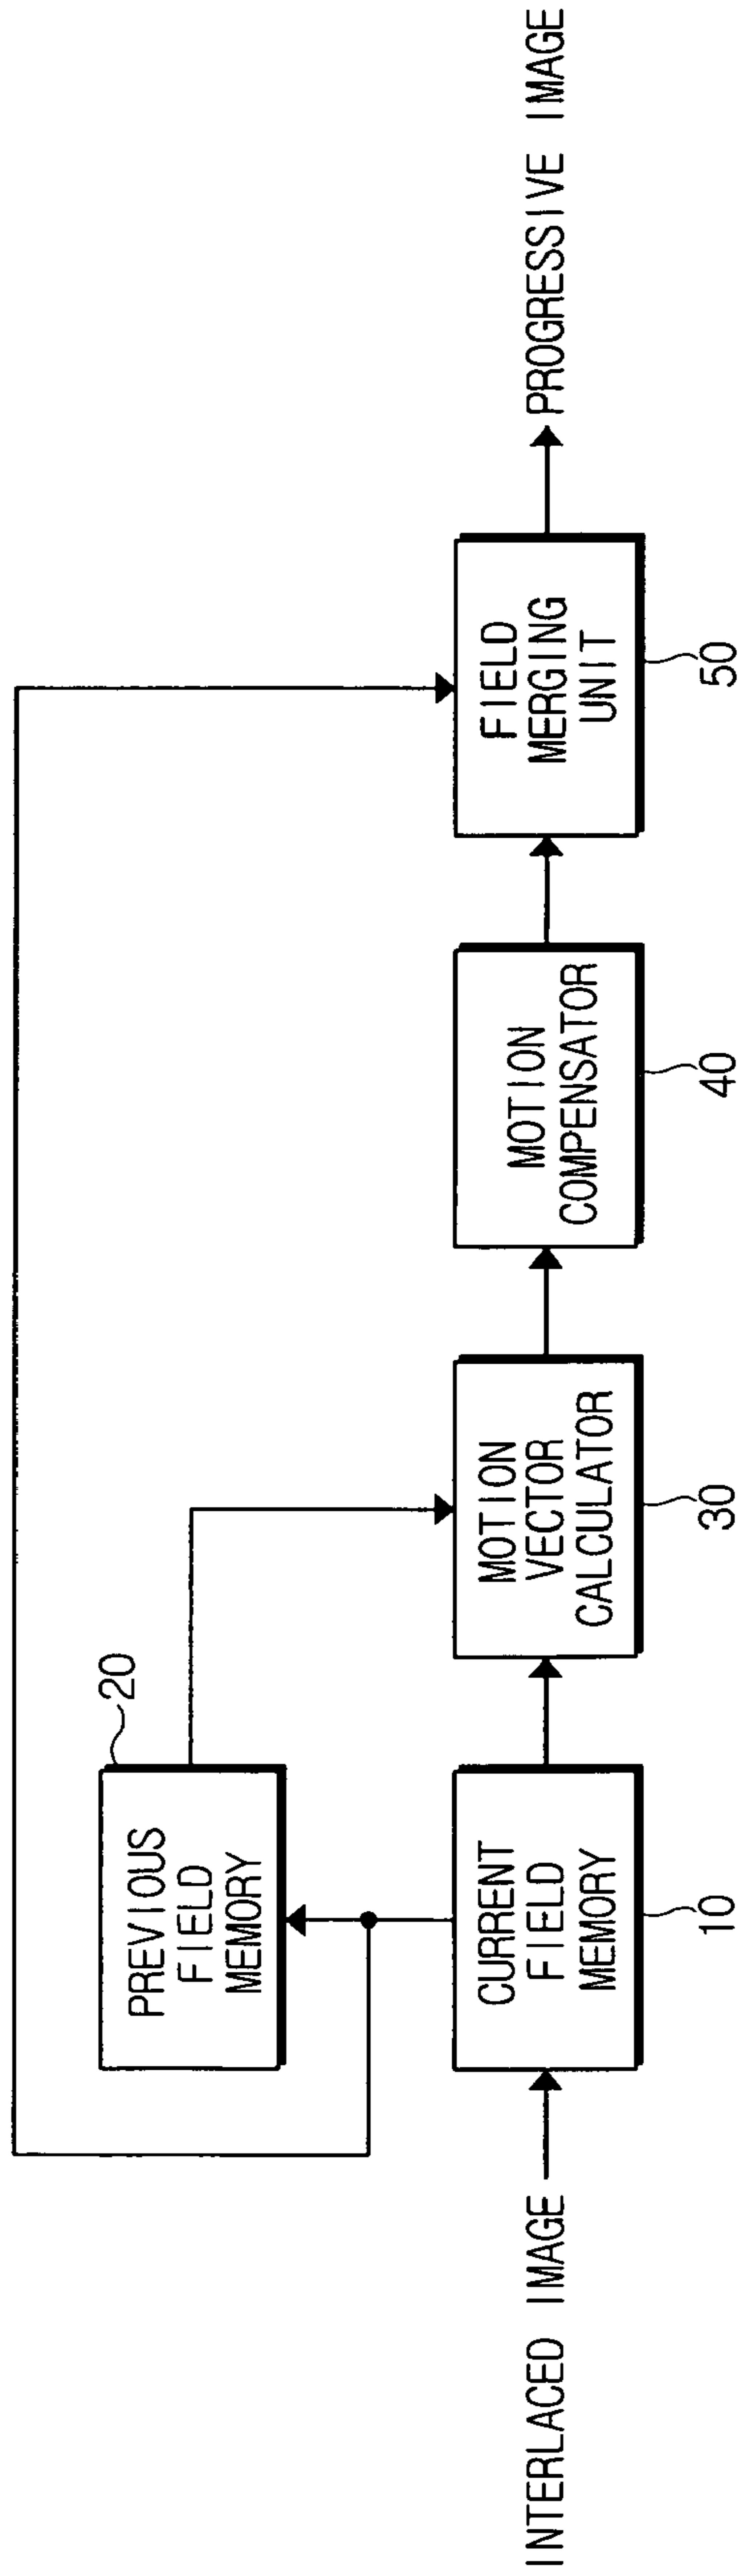 PREVIOUS
FIELD
MEMORY
20
INTERLACED IMAGE
CURRENT
FIELD
MEMORY
10
MOTION
VECTOR
CALCULATOR
30
MOTION
COMPENSATOR
40
FIELD
MERGING
UNIT
50
PROGRESSIVE IMAGE